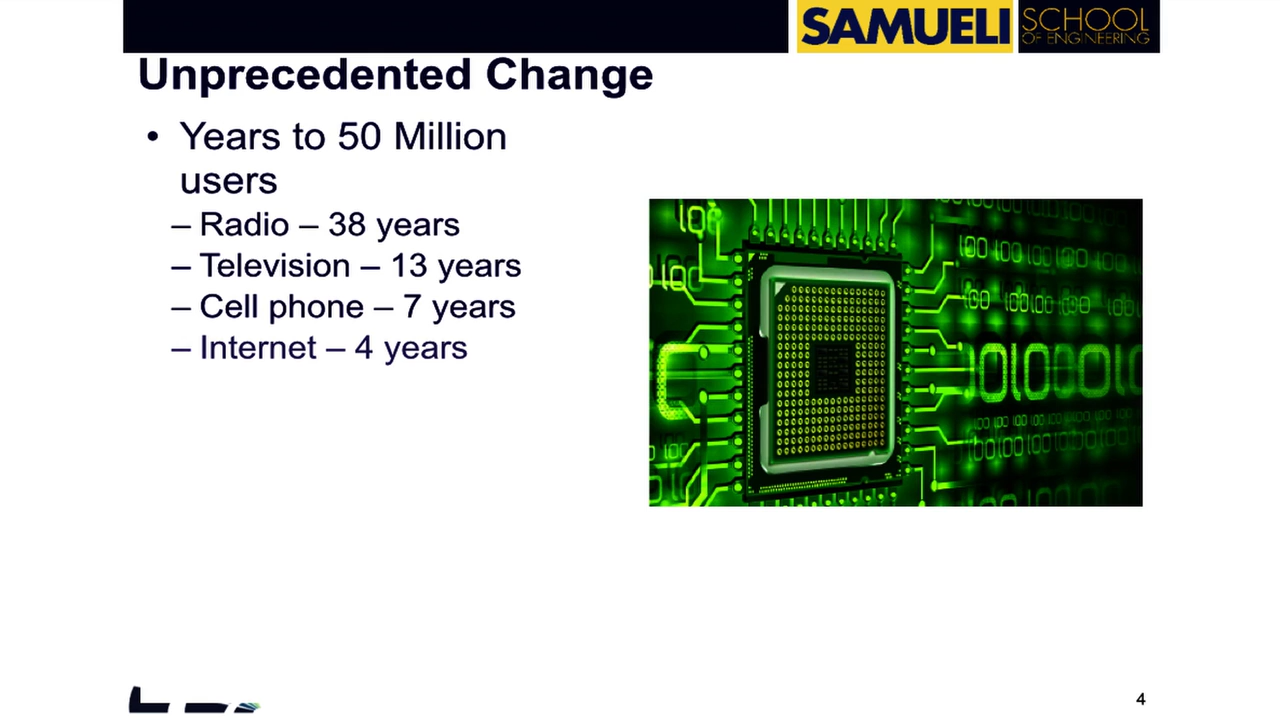 SAMUELI SCHOOL
OF ENGINEERING
Unprecedented Change
• Years to 50 Million
users
– Radio – 38 years
– Television – 13 years
– Cell phone – 7 years
– Internet – 4 years
4